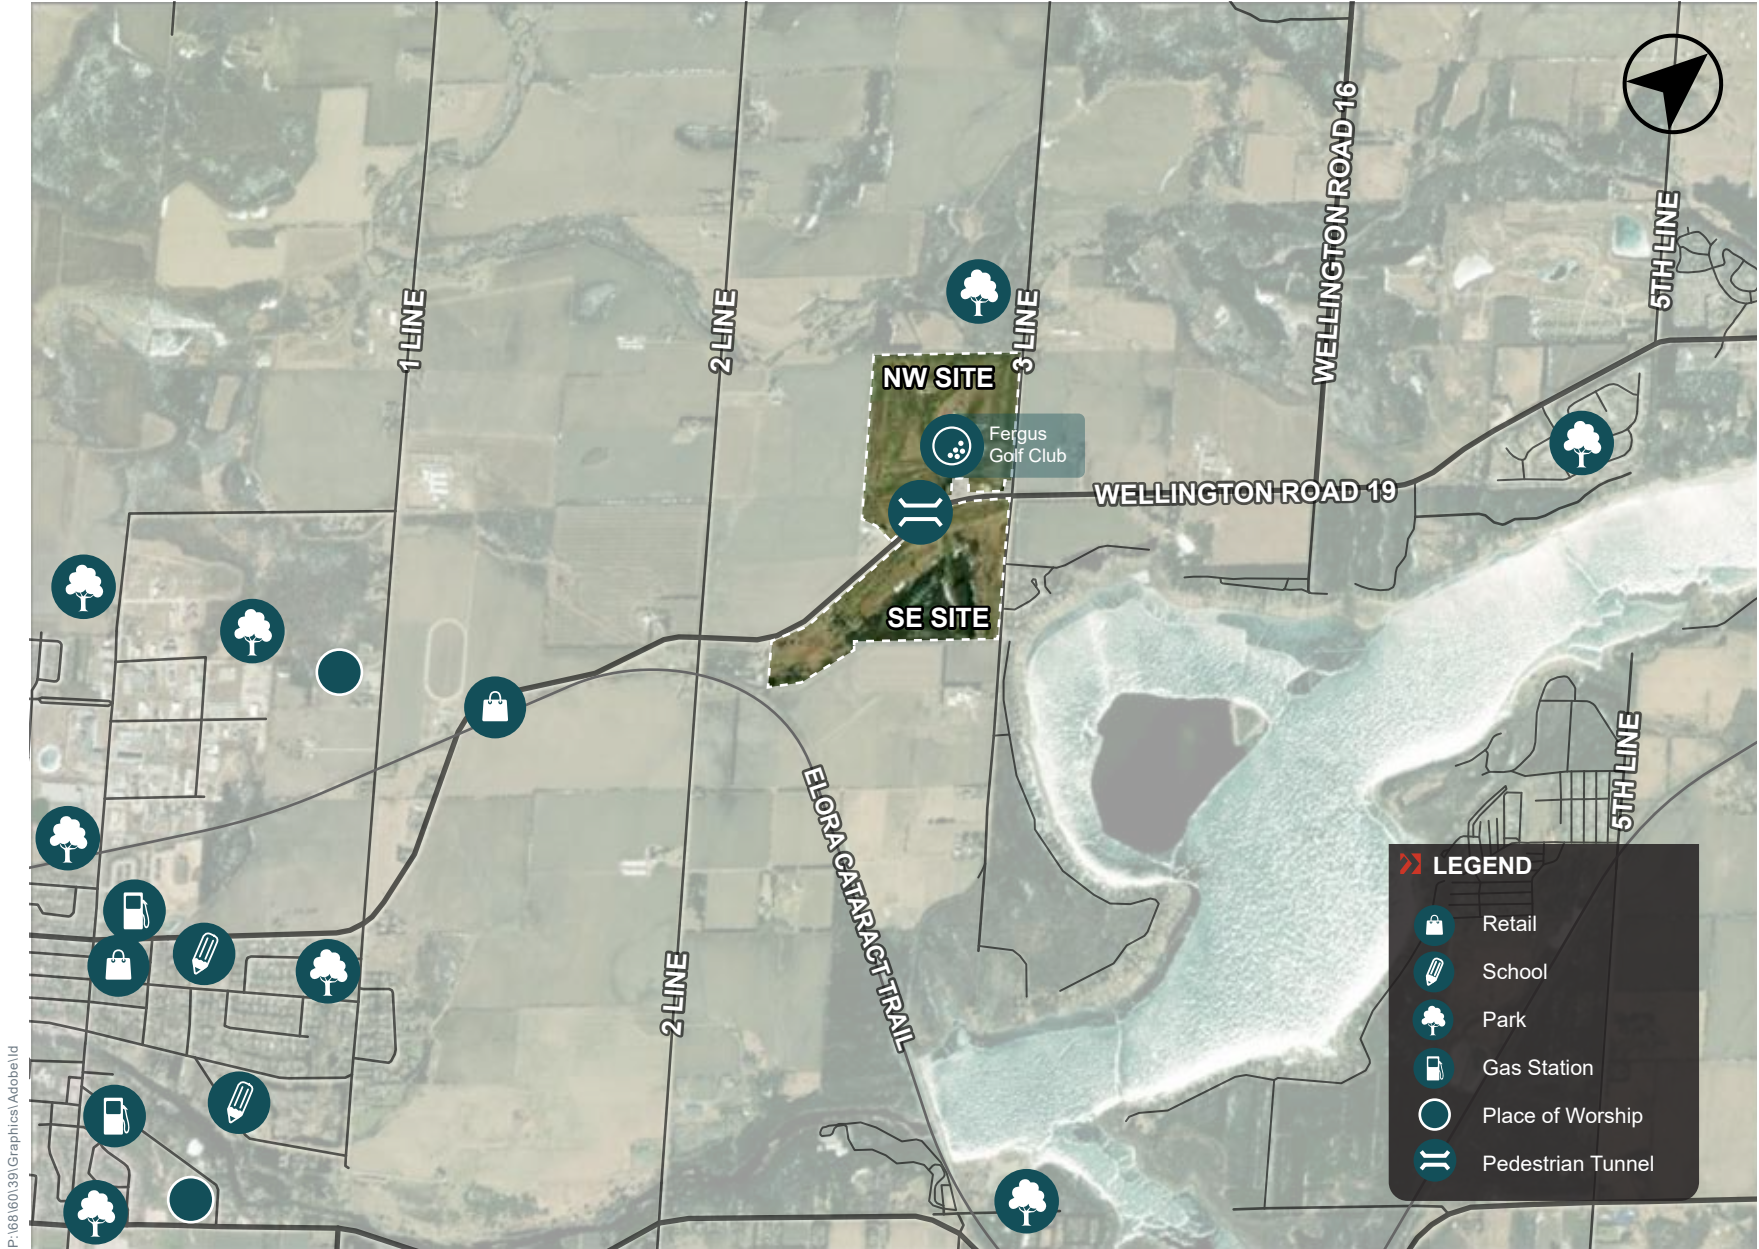 WELLINGTON ROAD 16
5TH LINE
1 LINE
2 LINE
3 LINE
NW SITE
Fergus
Golf Club
WELLINGTON ROAD 19
SE SITE
5TH LINE
ELORA CATARACT TRAIL
2 LINE
LEGEND
Retail
School
Park
Gas Station
Place of Worship
Pedestrian Tunnel
P:\68\60\39\Graphics\Adobe\Id